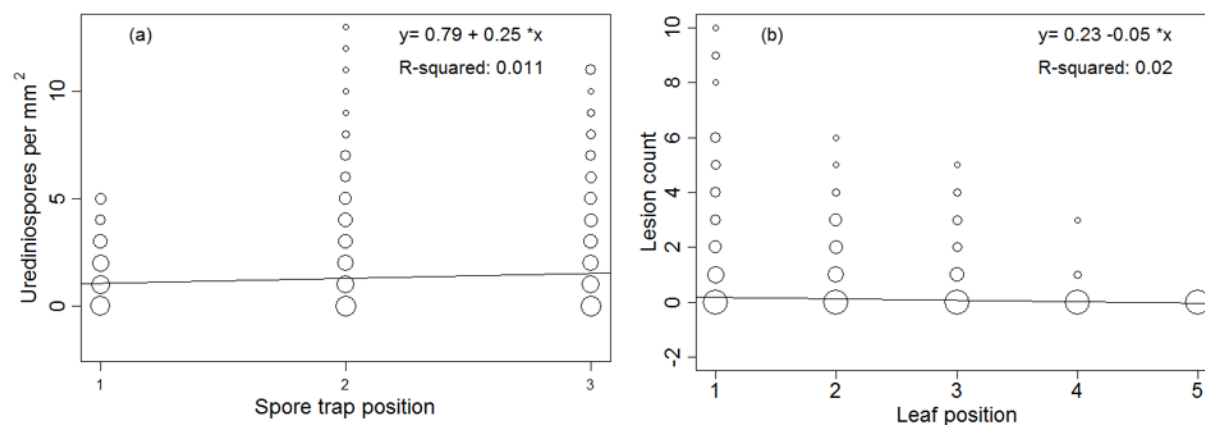 (a)
y= 0.79 + 0.25 *x
R-squared: 0.011
Urediniospores per mm²
10
5
0
1 2 3
Spore trap position
(b)
y= 0.23 -0.05 *x
R-squared: 0.02
Lesion count
10
8
6
4
2
0
-2
1 2 3 4 5
Leaf position